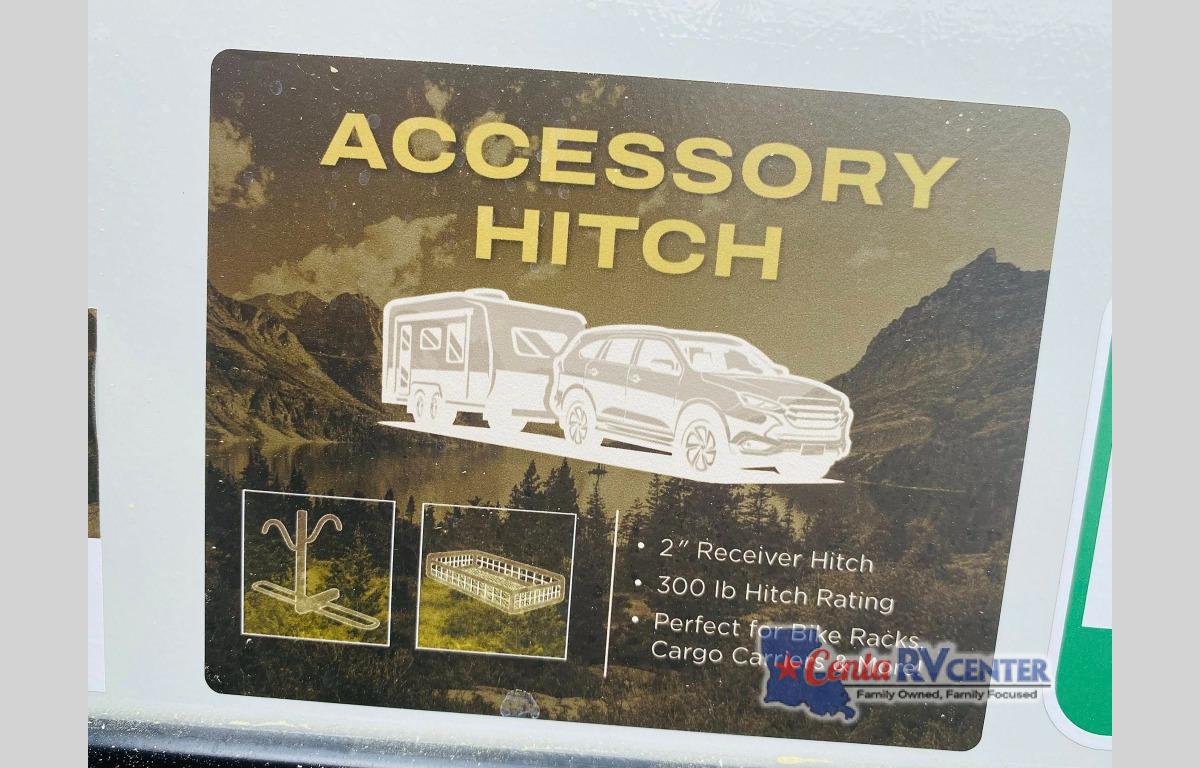 ACCESSORY
HITCH
• 2" Receiver Hitch
• 300 lb Hitch Rating
• Perfect for Bike Racks,
Cargo Carriers & More!
Cenla RV CENTER
Family Owned, Family Focused